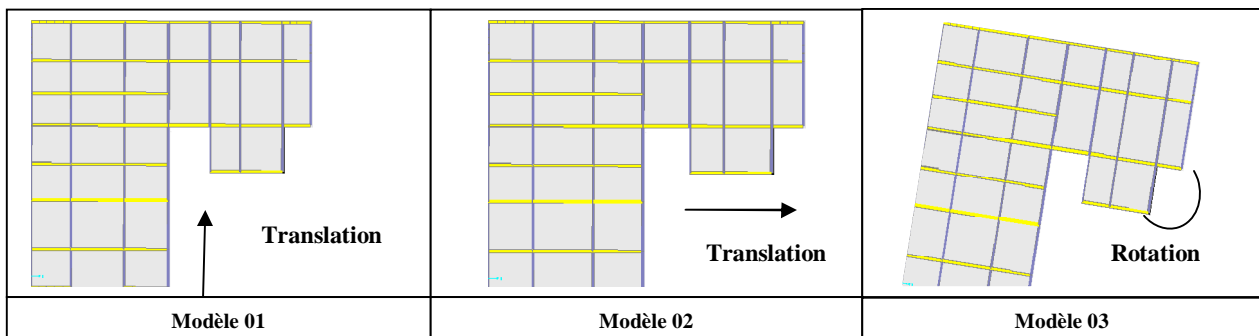 Translation
Translation
Rotation
Modèle 01
Modèle 02
Modèle 03